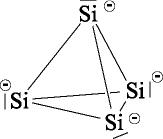 Si ⊖
⊖
|Si
Si| ⊖
Si ⊖